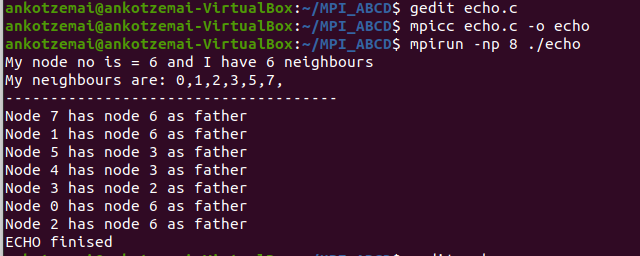 ankotzemai@ankotzemai-VirtualBox:~/MPI_ABCD$ gedit echo.c
ankotzemai@ankotzemai-VirtualBox:~/MPI_ABCD$ mpicc echo.c -o echo
ankotzemai@ankotzemai-VirtualBox:~/MPI_ABCD$ mpirun -np 8 ./echo
My node no is = 6 and I have 6 neighbours
My neighbours are: 0,1,2,3,5,7,
-------------------------------------
Node 7 has node 6 as father
Node 1 has node 6 as father
Node 5 has node 3 as father
Node 4 has node 3 as father
Node 3 has node 2 as father
Node 0 has node 6 as father
Node 2 has node 6 as father
ECHO finised